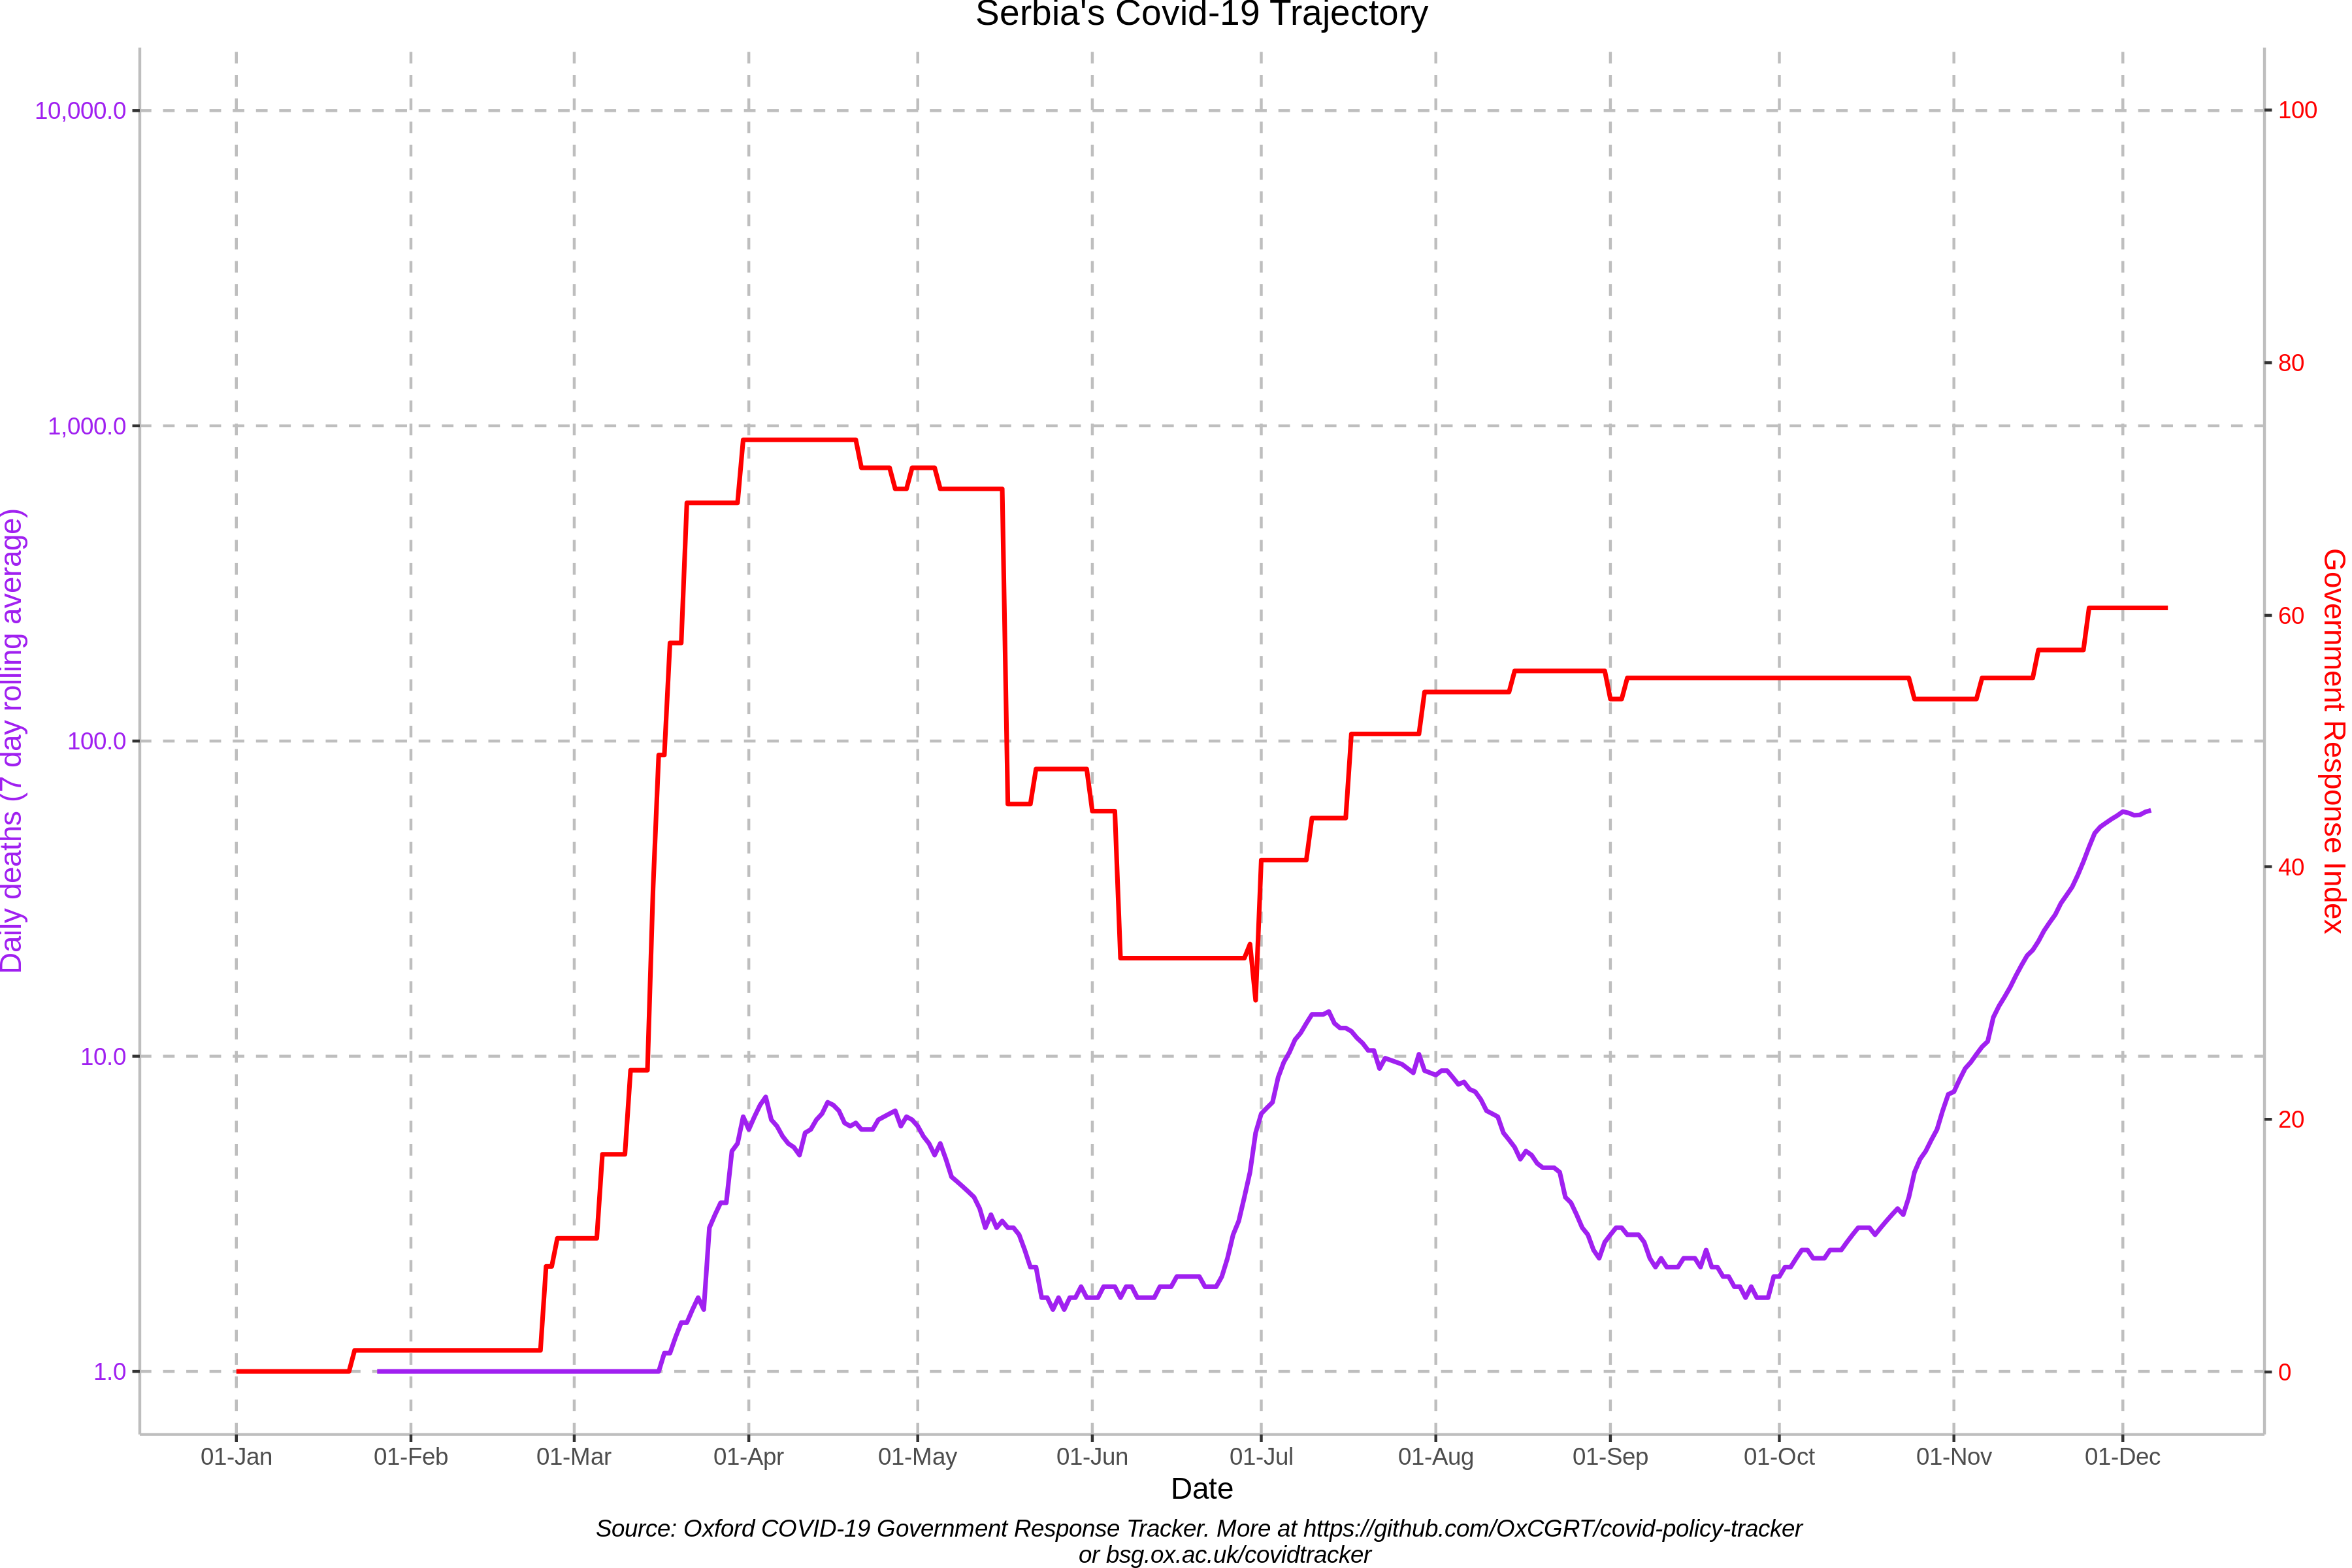 Serbia's Covid-19 Trajectory
10,000.0
1,000.0
100.0
10.0
1.0
Daily deaths (7 day rolling average)
100
80
60
40
20
0
Government Response Index
01-Jan
01-Feb
01-Mar
01-Apr
01-May
01-Jun
01-Jul
01-Aug
01-Sep
01-Oct
01-Nov
01-Dec
Date
Source: Oxford COVID-19 Government Response Tracker. More at https://github.com/OxCGRT/covid-policy-tracker
or bsg.ox.ac.uk/covidtracker